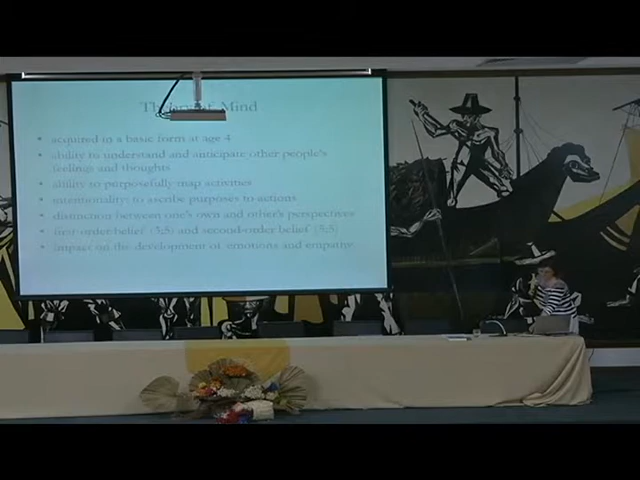 Theory of Mind
• acquired in a basic form at age 4
• ability to understand and anticipate other people's
feelings and thoughts
• ability to purposefully map activities
• intentionality: to ascribe purposes to actions
• distinction between one's own and other's perspectives
• first-order belief (3;6) and second-order belief (5;6)
• impact on the development of emotions and empathy